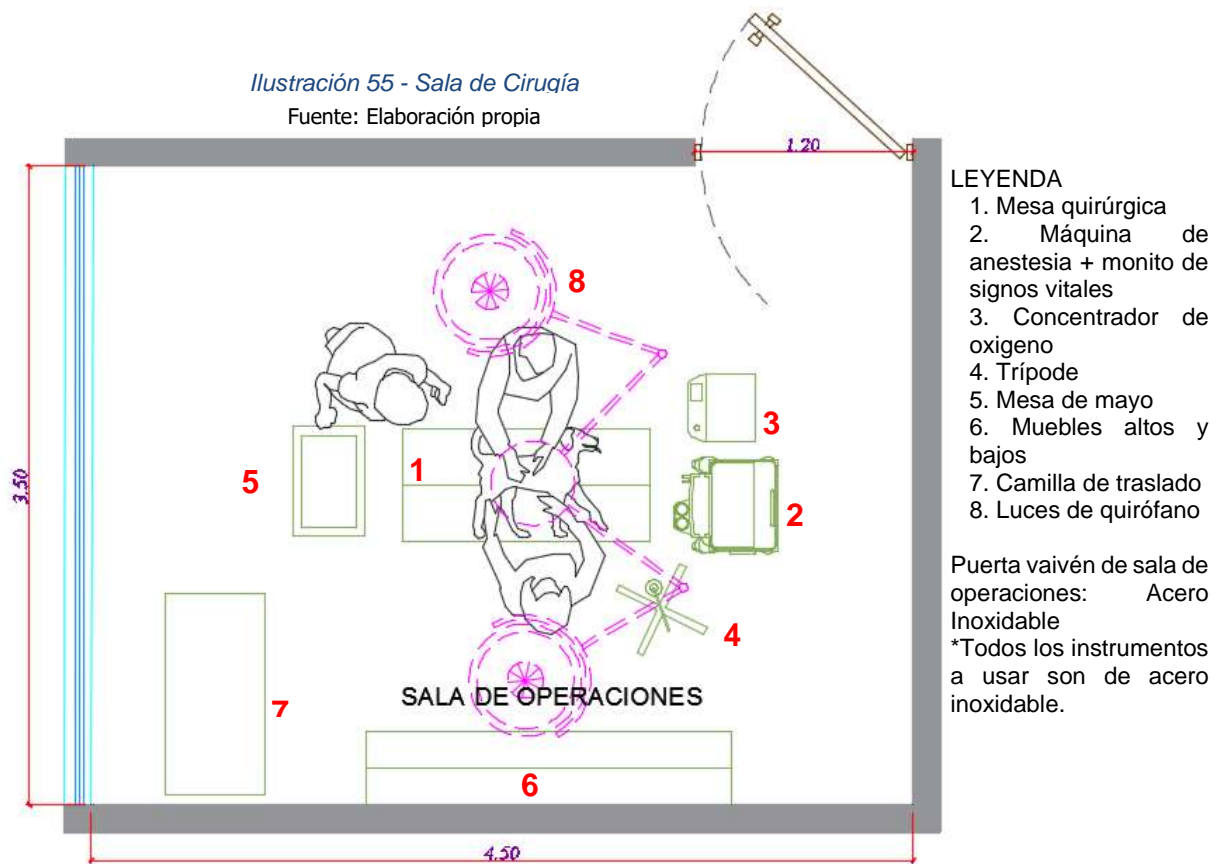 Ilustración 55 - Sala de Cirugía
Fuente: Elaboración propia
1.20
LEYENDA
1. Mesa quirúrgica
2. Máquina de
anestesia + monito de
signos vitales
3. Concentrador de
oxigeno
4. Trípode
5. Mesa de mayo
6. Muebles altos y
bajos
7. Camilla de traslado
8. Luces de quirófano
Puerta vaivén de sala de
operaciones: Acero
Inoxidable
*Todos los instrumentos
a usar son de acero
inoxidable.
8
3
5
1
2
3.50
4
7
SALA DE OPERACIONES
6
4.50